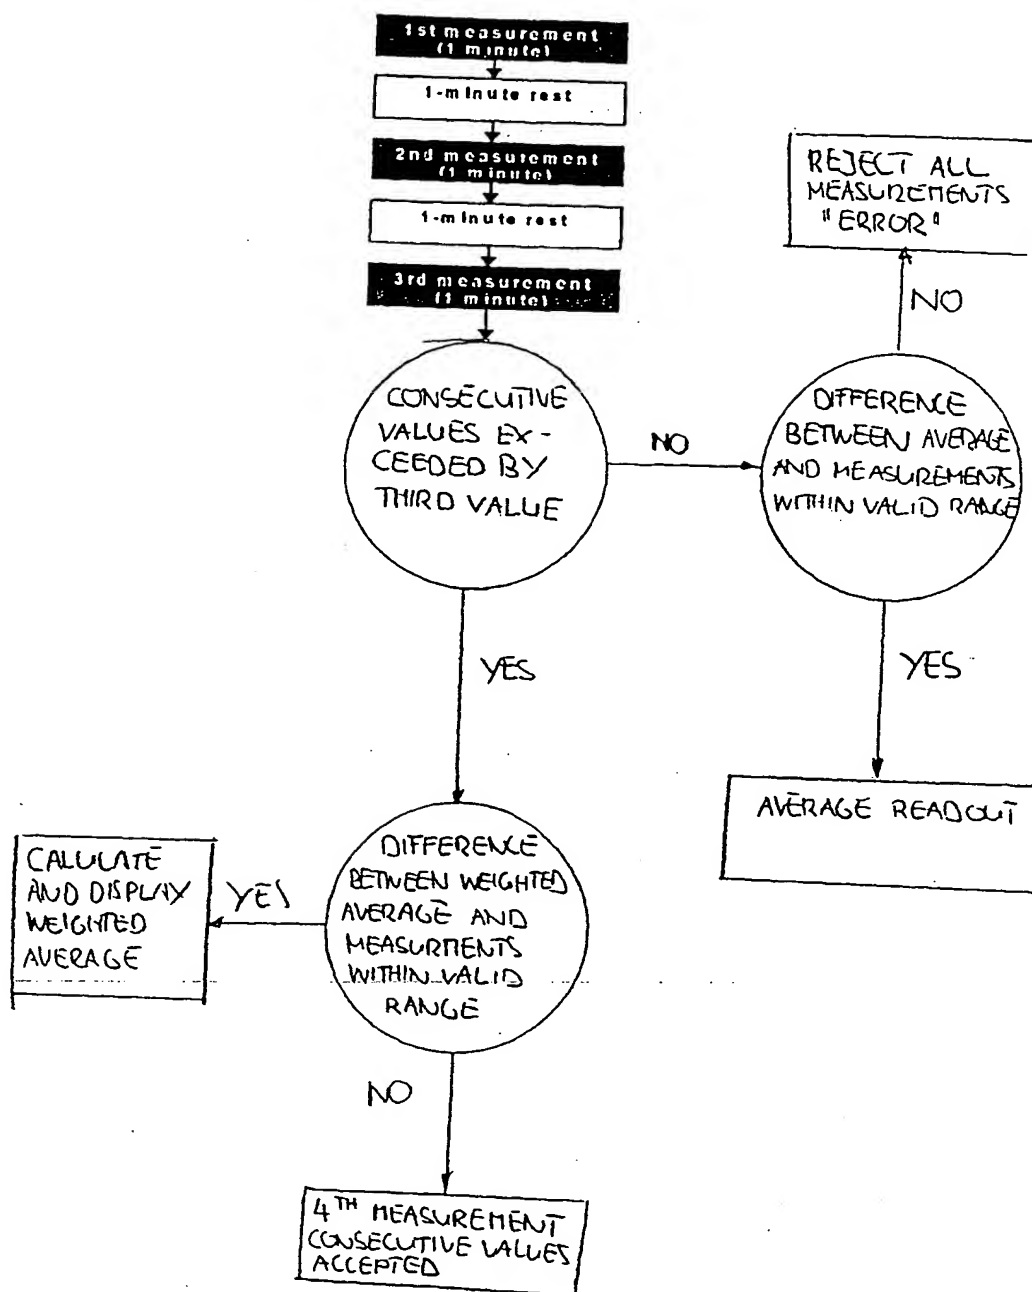 1st measurement
(1 minute)
1-minute rest
2nd measurement
(1 minute)
1-minute rest
3rd measurement
(1 minute)
CONSECUTIVE
VALUES EX-
CEEDED BY
THIRD VALUE
NO
DIFFERENCE
BETWEEN AVERAGE
AND MEASUREMENTS
WITHIN VALID RANGE
NO
REJECT ALL
MEASUREMENTS
"ERROR"
YES
AVERAGE READOUT
YES
DIFFERENCE
BETWEEN WEIGHTED
AVERAGE AND
MEASURMENTS
WITHIN VALID
RANGE
YES
CALULATE
AND DISPLAY
WEIGHTED
AVERAGE
NO
4TH MEASUREMENT
CONSECUTIVE VALUES
ACCEPTED